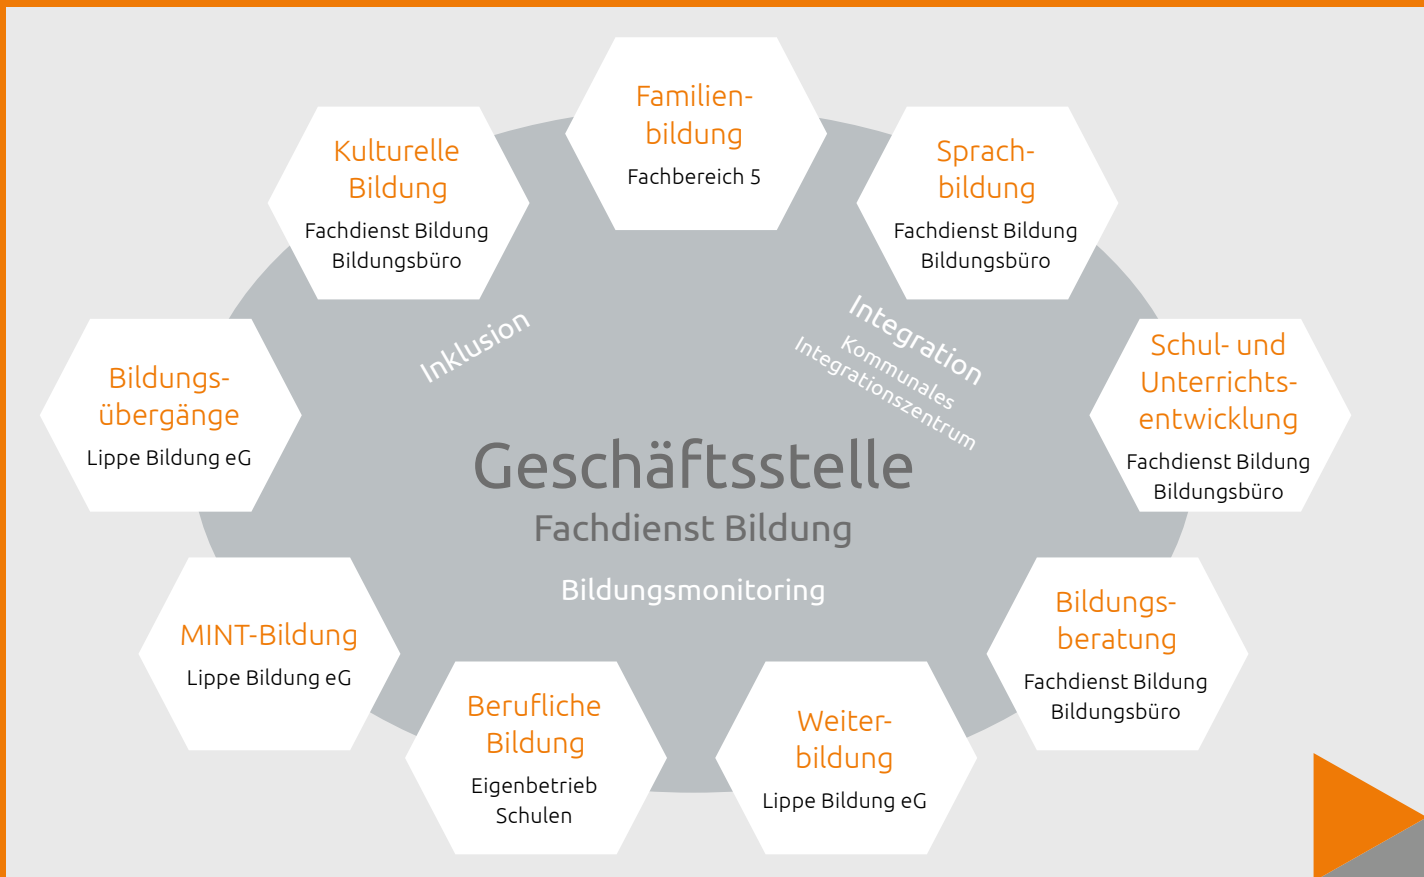 Familien-
bildung
Fachbereich 5
Kulturelle
Bildung
Fachdienst Bildung
Bildungsbüro
Sprach-
bildung
Fachdienst Bildung
Bildungsbüro
Inklusion
Integration
Kommunales
Integrationszentrum
Bildungs-
übergänge
Lippe Bildung eG
Schul- und
Unterrichts-
entwicklung
Fachdienst Bildung
Bildungsbüro
Geschäftsstelle
Fachdienst Bildung
Bildungsmonitoring
MINT-Bildung
Lippe Bildung eG
Bildungs-
beratung
Fachdienst Bildung
Bildungsbüro
Berufliche
Bildung
Eigenbetrieb
Schulen
Weiter-
bildung
Lippe Bildung eG